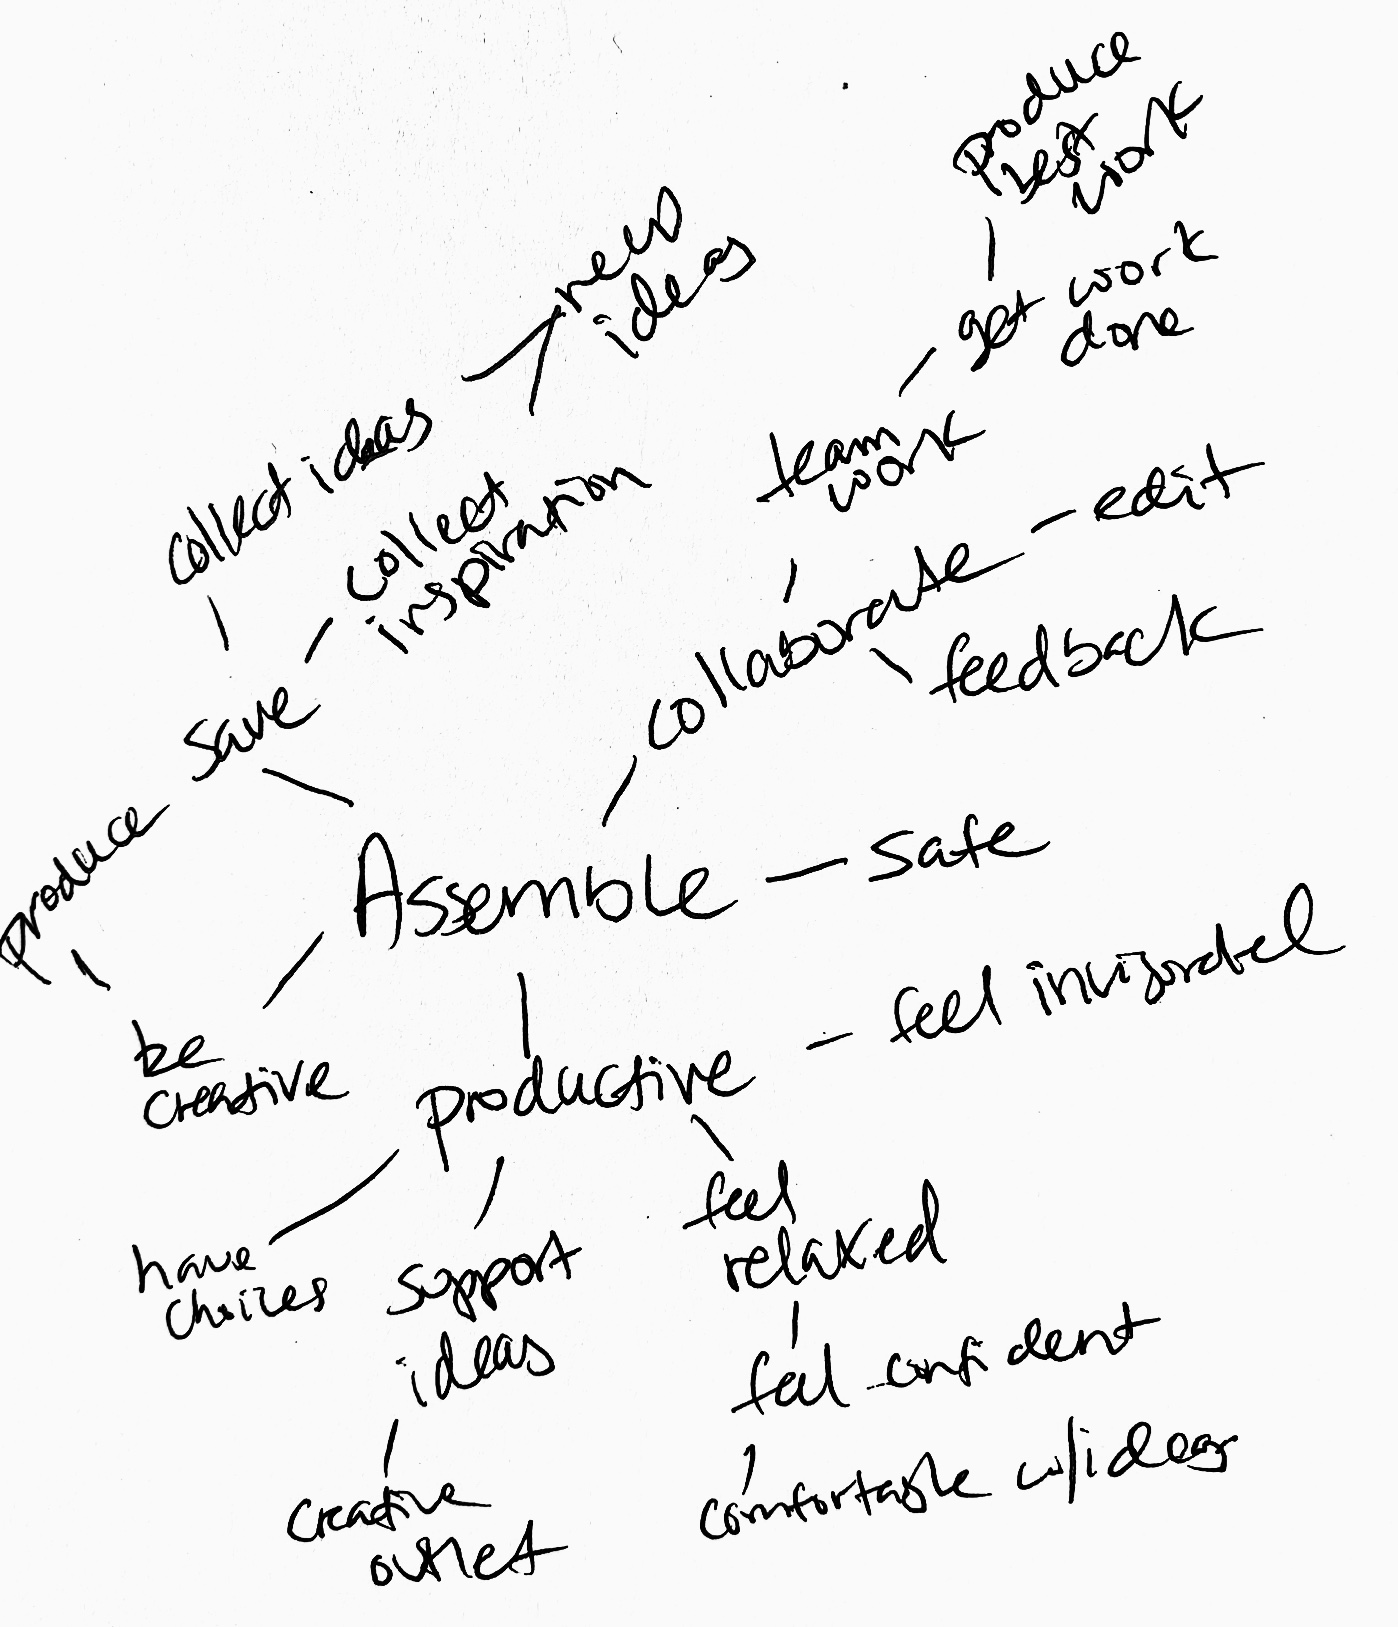 produce
best
work
need
ideas
get work
done
collect ideas
collect
inspiration
team
work
edit
collaborate
feedback
save
produce
Assemble
safe
be
creative
productive
feel invigorated
have
choices
support
ideas
feel
relaxed
feel confident
creative
outlet
comfortable w/ideas